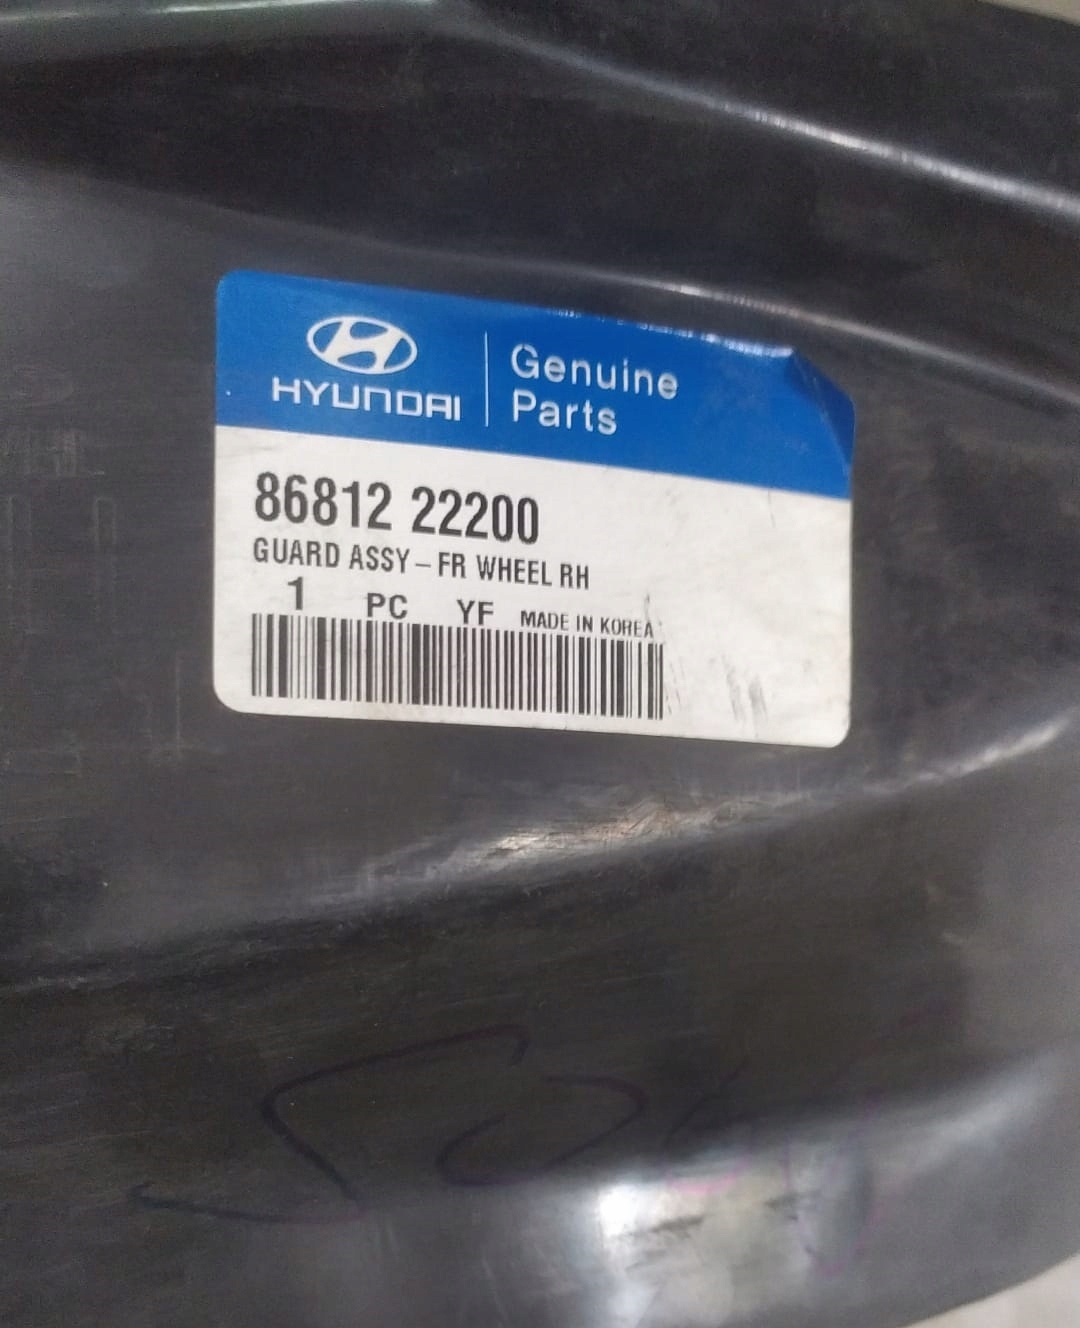 HYUNDAI
Genuine
Parts
86812 22200
GUARD ASSY – FR WHEEL RH
1 PC YF MADE IN KOREA